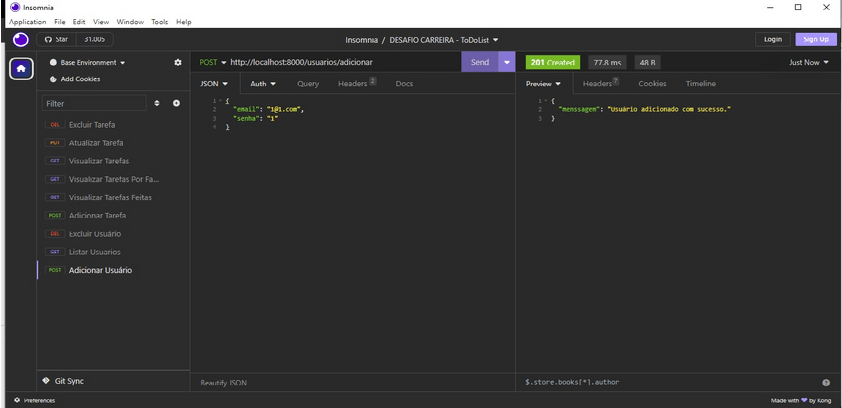 Insomnia
Application File Edit View Window Tools Help
Star 31.005
Insomnia / DESAFIO CARREIRA - ToDoList
Login Sign Up
Base Environment
Add Cookies
Filter
DEL Excluir Tarefa
PUT Atualizar Tarefa
GET Visualizar Tarefas
GET Visualizar Tarefas Por Fa...
GET Visualizar Tarefas Feitas
POST Adicionar Tarefa
DEL Excluir Usuário
GET Listar Usuarios
POST Adicionar Usuário
Git Sync
Preferences
POST http://localhost:8000/usuarios/adicionar Send
JSON Auth Query Headers 2 Docs
1 {
2 "email": "1@1.com",
3 "senha": "1"
4 }
Beautify JSON
201 Created 77.8 ms 48 B Just Now
Preview Headers 7 Cookies Timeline
1 {
2 "menssagem": "Usuário adicionado com sucesso."
3 }
$.store.books[*].author
Made with by Kong